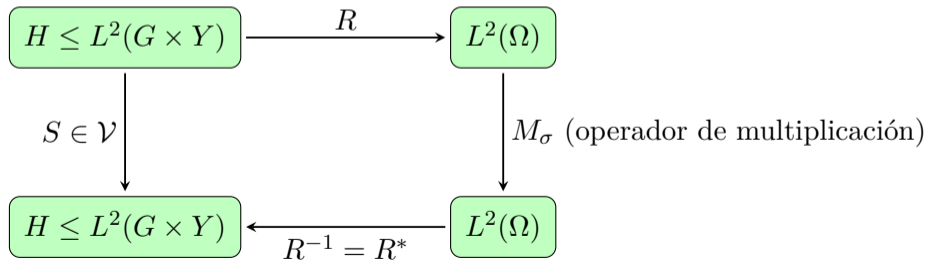 H ≤ L²(G × Y)
R
L²(Ω)
S ∈ 𝒱
M_σ (operador de multiplicación)
H ≤ L²(G × Y)
R⁻¹ = R*
L²(Ω)